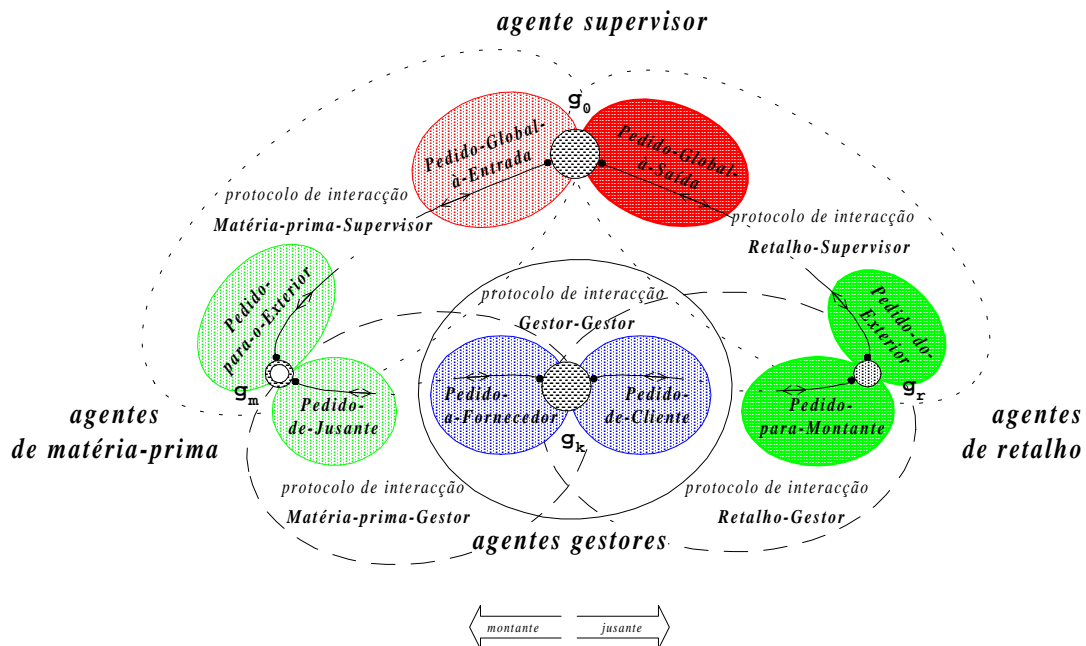 agente supervisor
g0
Pedido-Global-
à-Entrada
Pedido-Global-
à-Saída
protocolo de interacção
Matéria-prima-Supervisor
protocolo de interacção
Retalho-Supervisor
Pedido-
para-o-Exterior
Pedido-do-
Exterior
protocolo de interacção
Gestor-Gestor
gm
Pedido-
de-Jusante
Pedido-
a-Fornecedor
Pedido-
de-Cliente
gk
Pedido-
para-Montante
gr
agentes
de matéria-prima
agentes
de retalho
protocolo de interacção
Matéria-prima-Gestor
protocolo de interacção
Retalho-Gestor
agentes gestores
montante
jusante